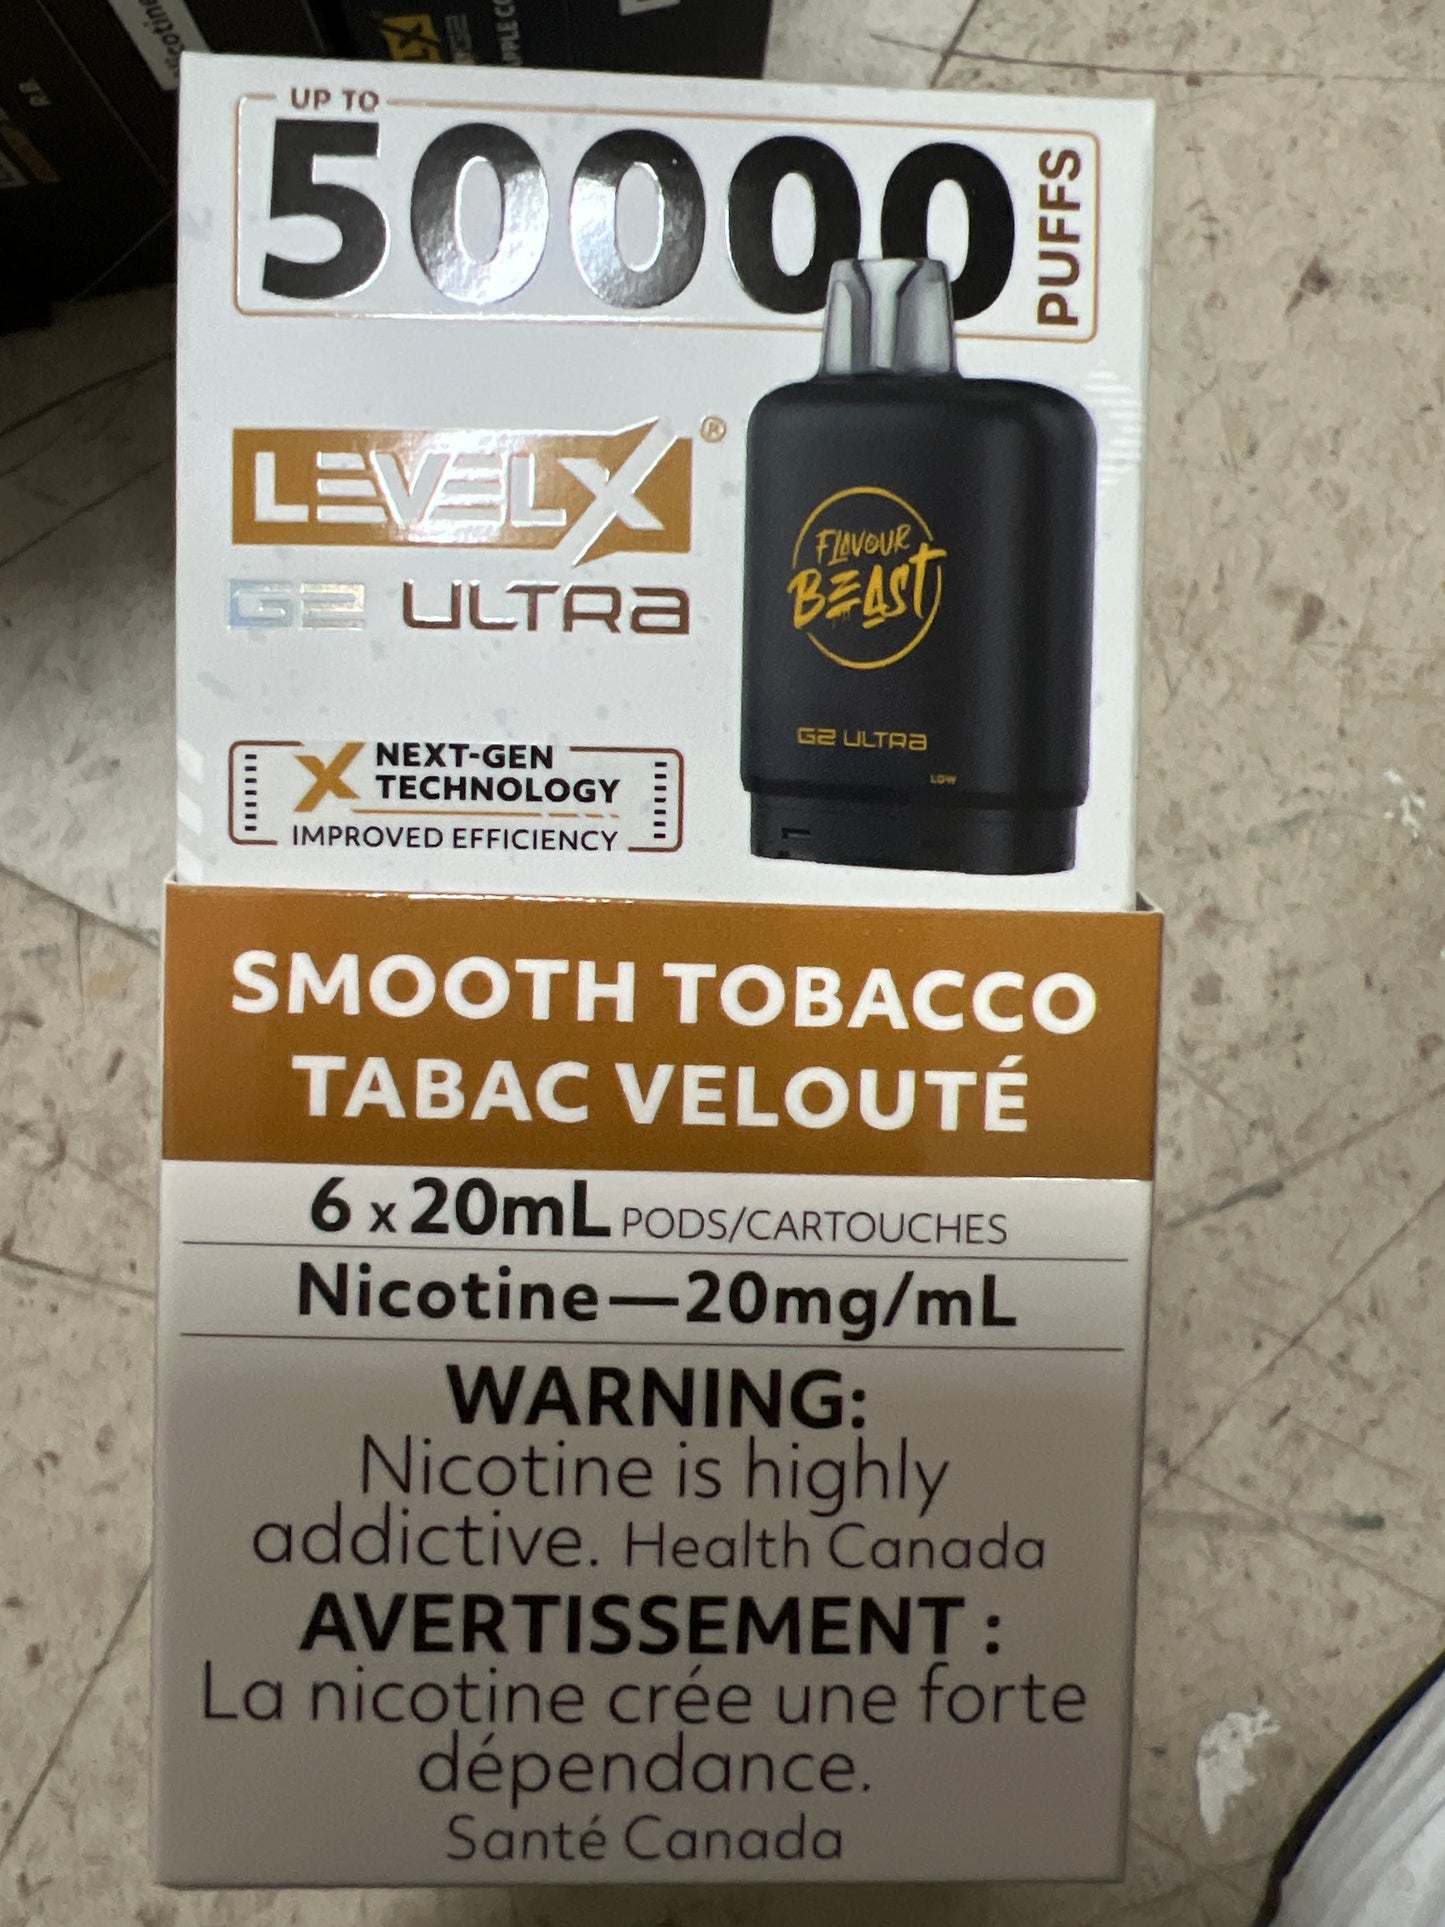 Nicotine
UP TO
50000
PUFFS
LEVELX®
G2 ULTRA
FLAVOUR
BEAST
G2 ULTRA
LOW
X NEXT-GEN
TECHNOLOGY
IMPROVED EFFICIENCY
SMOOTH TOBACCO
TABAC VELOUTÉ
6 x 20mL PODS/CARTOUCHES
Nicotine—20mg/mL
WARNING:
Nicotine is highly
addictive. Health Canada
AVERTISSEMENT :
La nicotine crée une forte
dépendance.
Santé Canada